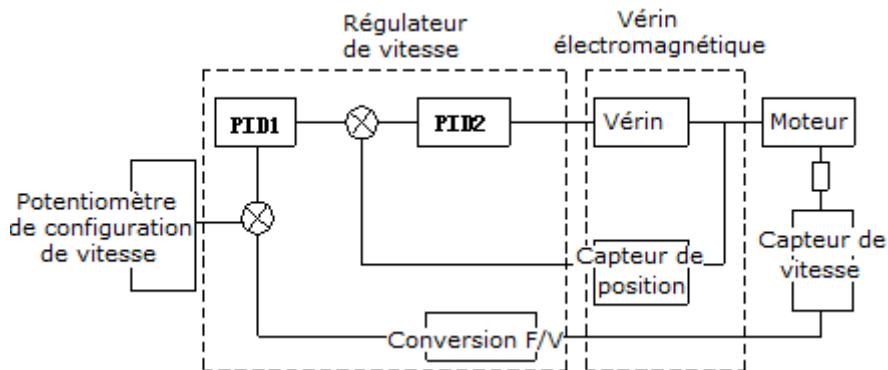 Régulateur
de vitesse
Vérin
électromagnétique
PID1
PID2
Vérin
Moteur
Potentiomètre
de configuration
de vitesse
Capteur de
position
Capteur de
vitesse
Conversion F/V